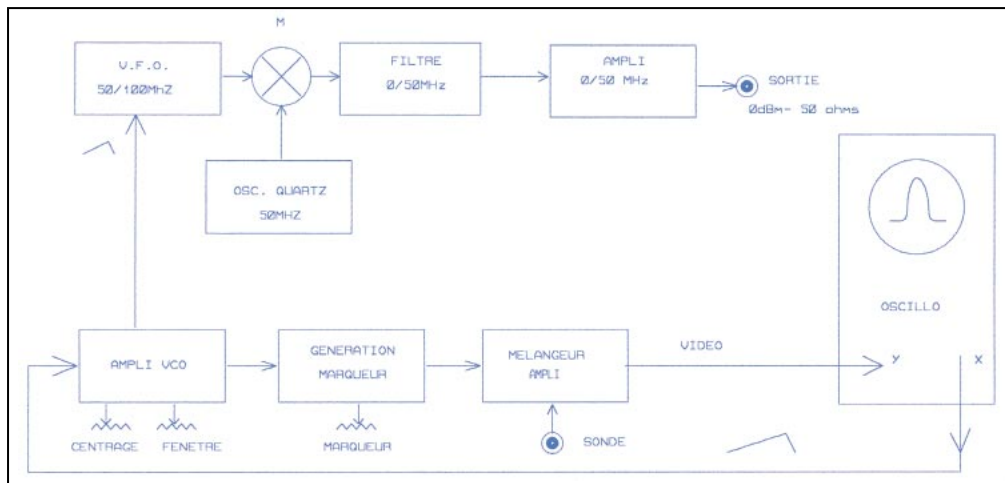 M
V.F.O.
50/100MhZ
FILTRE
0/50MHz
AMPLI
0/50 MHz
SORTIE
0dBm- 50 ohms
OSC. QUARTZ
50MHZ
OSCILLO
Y
X
AMPLI VCO
GENERATION
MARQUEUR
MELANGEUR
AMPLI
VIDEO
CENTRAGE
FENETRE
MARQUEUR
SONDE